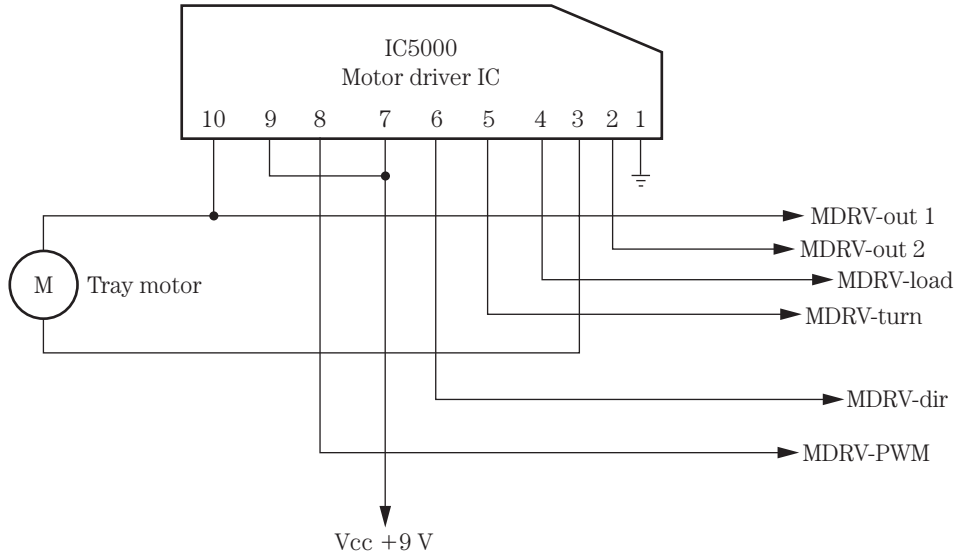 IC5000
Motor driver IC
10 9 8 7 6 5 4 3 2 1
MDRV-out 1
MDRV-out 2
MDRV-load
M Tray motor
MDRV-turn
MDRV-dir
MDRV-PWM
Vcc +9 V